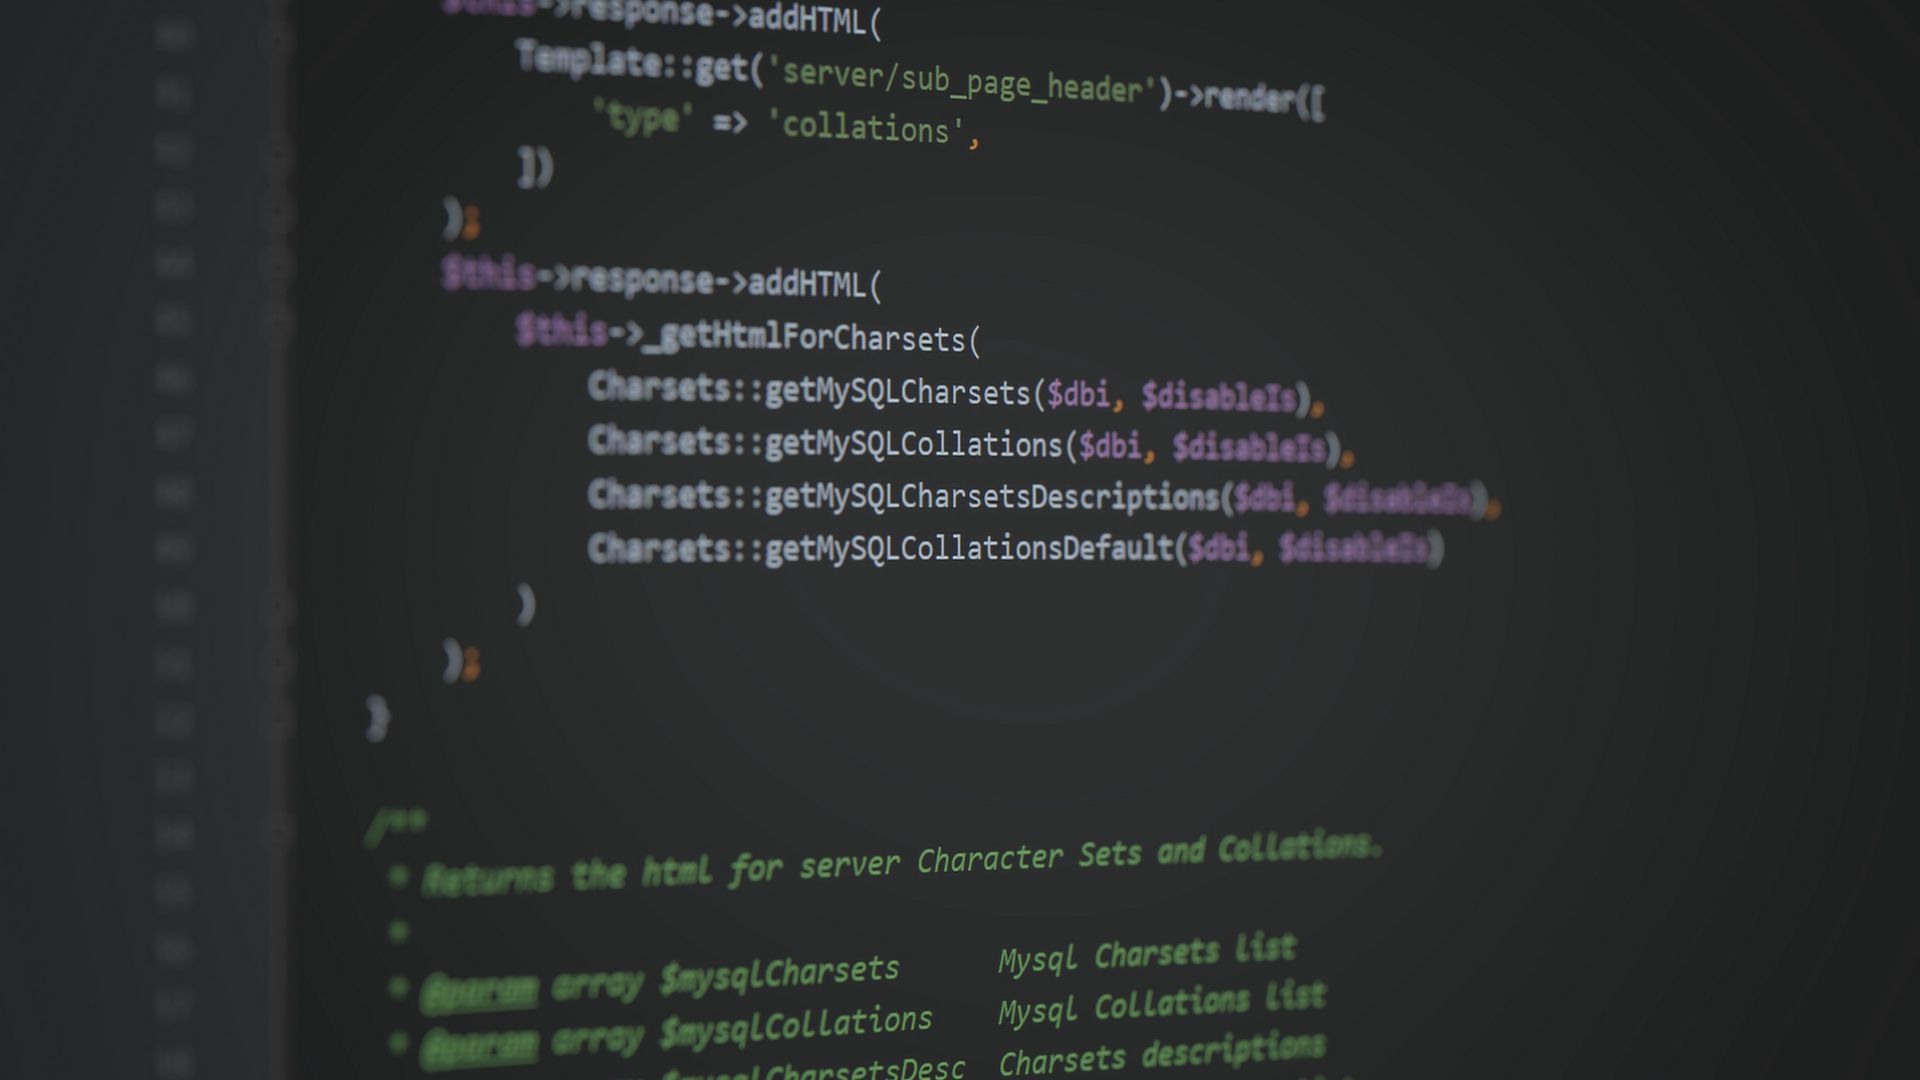 $this->response->addHTML(
Template::get('server/sub_page_header')->render([
'type' => 'collations',
])
);
$this->response->addHTML(
$this->_getHtmlForCharsets(
Charsets::getMySQLCharsets($dbi, $disableIs),
Charsets::getMySQLCollations($dbi, $disableIs),
Charsets::getMySQLCharsetsDescriptions($dbi, $disableIs),
Charsets::getMySQLCollationsDefault($dbi, $disableIs)
)
);
}
/**
* Returns the html for server Character Sets and Collations.
*
* @param array $mysqlCharsets Mysql Charsets list
* @param array $mysqlCollations Mysql Collations list
$mysqlCharsetsDesc Charsets descriptions